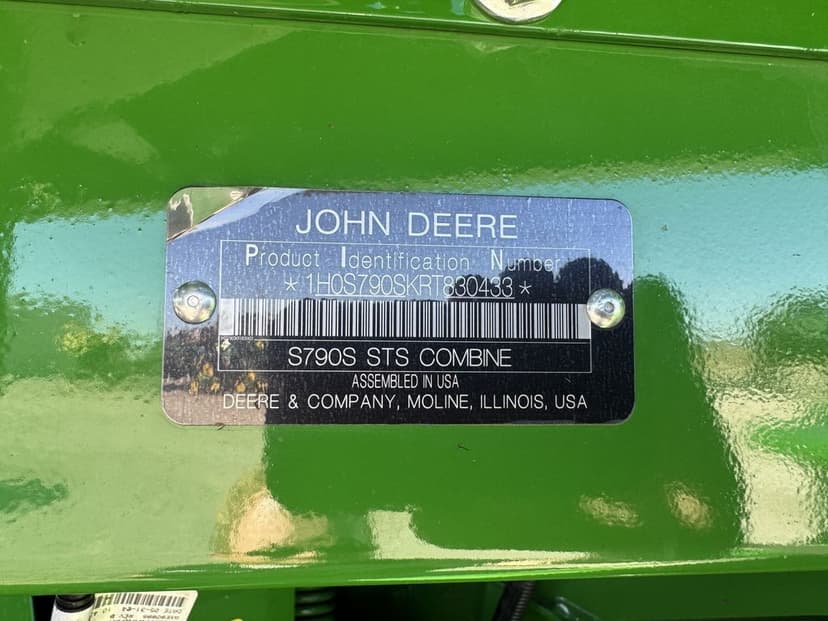 JOHN DEERE
Product Identification Number
*1H0S790SKRT830433*
S790S STS COMBINE
ASSEMBLED IN USA
DEERE & COMPANY, MOLINE, ILLINOIS, USA